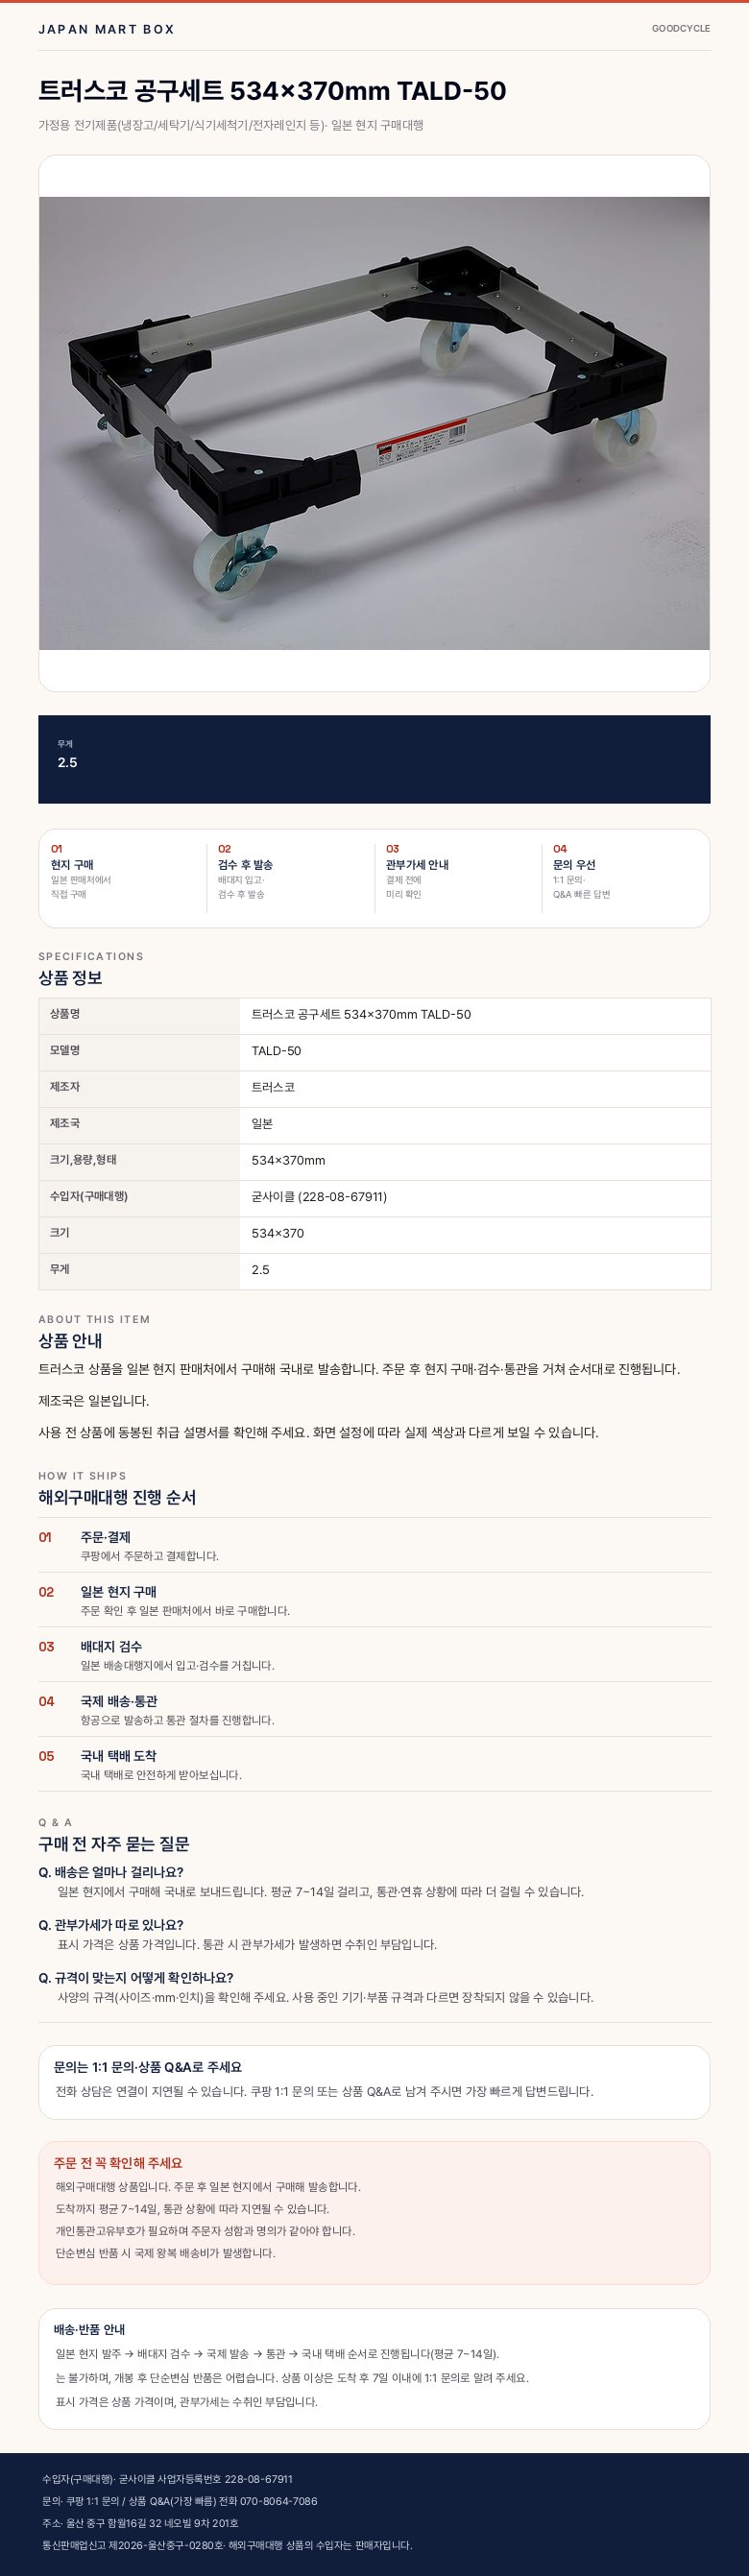 JAPAN MART BOX
GOODCYCLE
트러스코 공구세트 534×370mm TALD-50
가정용 전기제품(냉장고/세탁기/식기세척기/전자레인지 등)· 일본 현지 구매대행
무게
2.5
01
현지 구매
일본 판매처에서
직접 구매
02
검수 후 발송
배대지 입고·
검수 후 발송
03
관부가세 안내
결제 전에
미리 확인
04
문의 우선
1:1 문의·
Q&A 빠른 답변
SPECIFICATIONS
상품 정보
상품명 트러스코 공구세트 534×370mm TALD-50
모델명 TALD-50
제조자 트러스코
제조국 일본
크기,용량,형태 534×370mm
수입자(구매대행) 굳사이클 (228-08-67911)
크기 534×370
무게 2.5
ABOUT THIS ITEM
상품 안내
트러스코 상품을 일본 현지 판매처에서 구매해 국내로 발송합니다. 주문 후 현지 구매·검수·통관을 거쳐 순서대로 진행됩니다.
제조국은 일본입니다.
사용 전 상품에 동봉된 취급 설명서를 확인해 주세요. 화면 설정에 따라 실제 색상과 다르게 보일 수 있습니다.
HOW IT SHIPS
해외구매대행 진행 순서
01 주문·결제
쿠팡에서 주문하고 결제합니다.
02 일본 현지 구매
주문 확인 후 일본 판매처에서 바로 구매합니다.
03 배대지 검수
일본 배송대행지에서 입고·검수를 거칩니다.
04 국제 배송·통관
항공으로 발송하고 통관 절차를 진행합니다.
05 국내 택배 도착
국내 택배로 안전하게 받아보십니다.
Q & A
구매 전 자주 묻는 질문
Q. 배송은 얼마나 걸리나요?
일본 현지에서 구매해 국내로 보내드립니다. 평균 7~14일 걸리고, 통관·연휴 상황에 따라 더 걸릴 수 있습니다.
Q. 관부가세가 따로 있나요?
표시 가격은 상품 가격입니다. 통관 시 관부가세가 발생하면 수취인 부담입니다.
Q. 규격이 맞는지 어떻게 확인하나요?
사양의 규격(사이즈·mm·인치)을 확인해 주세요. 사용 중인 기기·부품 규격과 다르면 장착되지 않을 수 있습니다.
문의는 1:1 문의·상품 Q&A로 주세요
전화 상담은 연결이 지연될 수 있습니다. 쿠팡 1:1 문의 또는 상품 Q&A로 남겨 주시면 가장 빠르게 답변드립니다.
주문 전 꼭 확인해 주세요
해외구매대행 상품입니다. 주문 후 일본 현지에서 구매해 발송합니다.
도착까지 평균 7~14일, 통관 상황에 따라 지연될 수 있습니다.
개인통관고유부호가 필요하며 주문자 성함과 명의가 같아야 합니다.
단순변심 반품 시 국제 왕복 배송비가 발생합니다.
배송·반품 안내
일본 현지 발주 → 배대지 검수 → 국제 발송 → 통관 → 국내 택배 순서로 진행됩니다(평균 7~14일).
는 불가하며, 개봉 후 단순변심 반품은 어렵습니다. 상품 이상은 도착 후 7일 이내에 1:1 문의로 알려 주세요.
표시 가격은 상품 가격이며, 관부가세는 수취인 부담입니다.
수입자(구매대행)· 굳사이클 사업자등록번호 228-08-67911
문의· 쿠팡 1:1 문의 / 상품 Q&A(가장 빠름) 전화 070-8064-7086
주소· 울산 중구 함월16길 32 네오빌 9차 201호
통신판매업신고 제2026-울산중구-0280호· 해외구매대행 상품의 수입자는 판매자입니다.